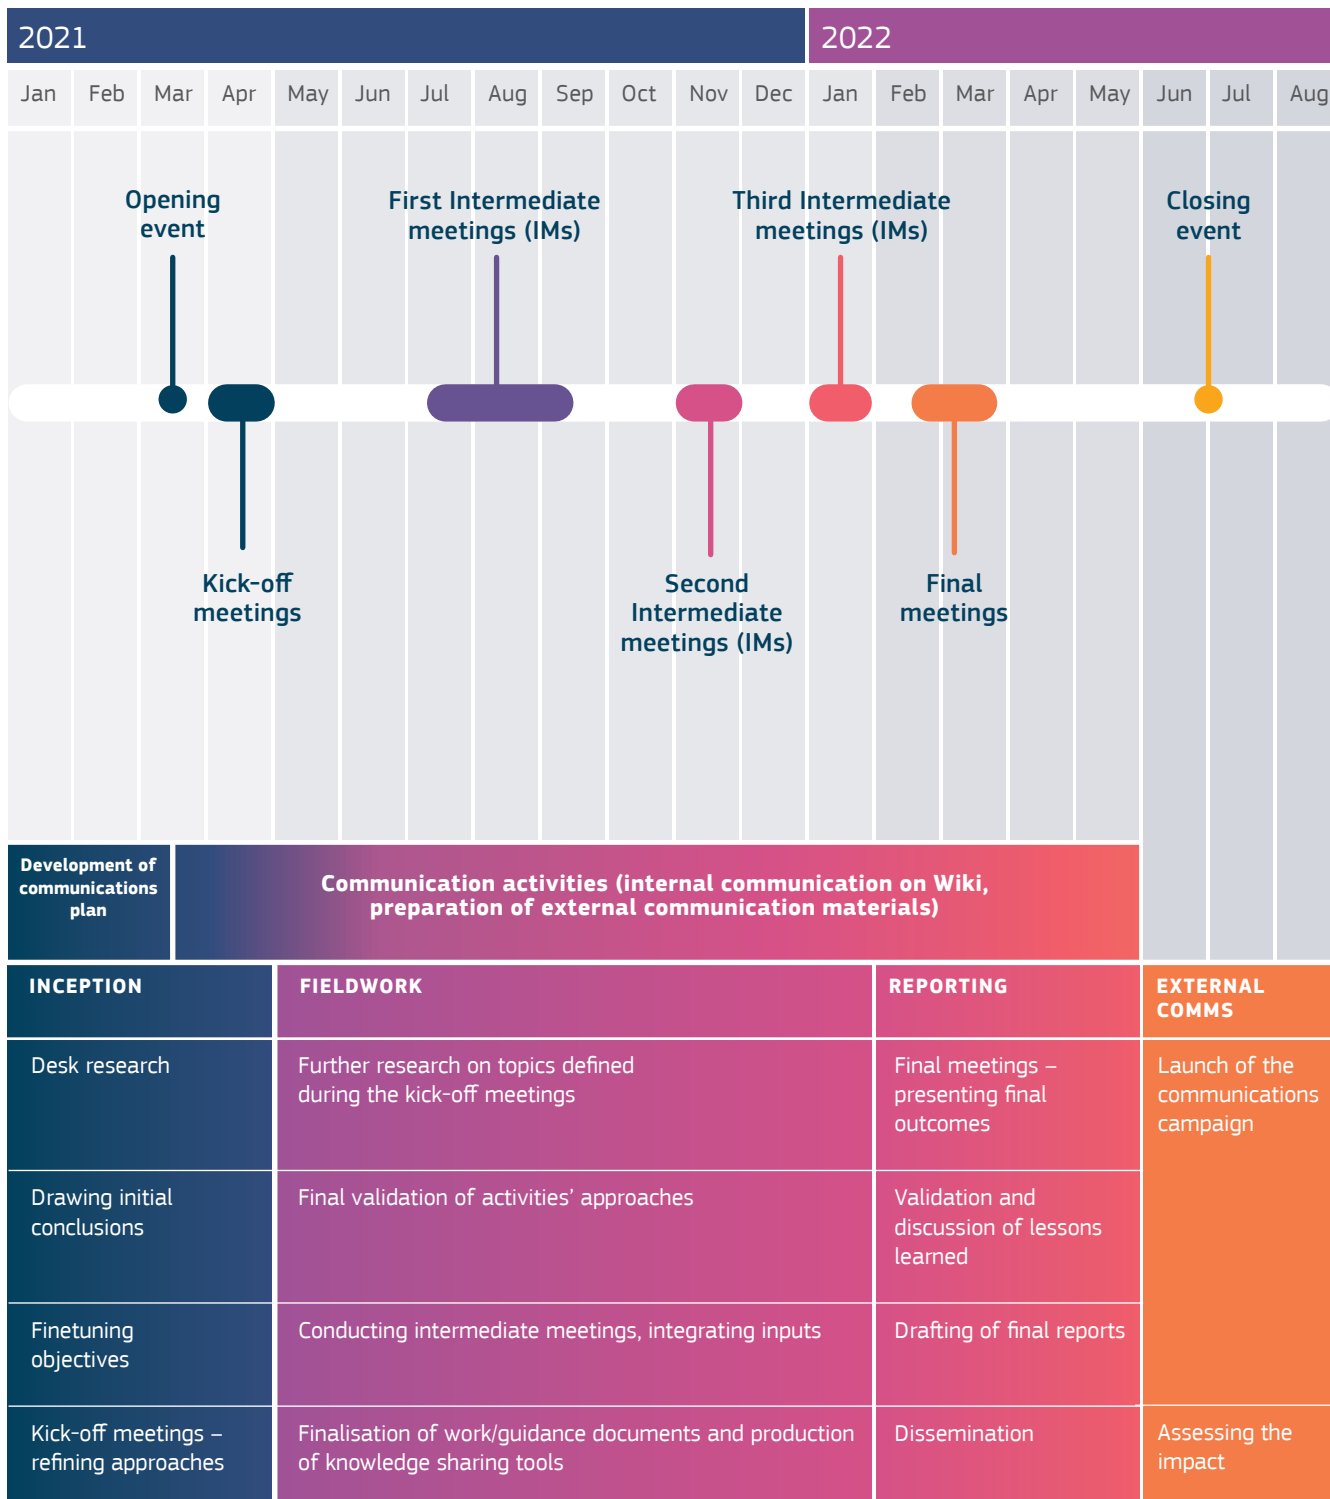 2021
2022
Jan Feb Mar Apr May Jun Jul Aug Sep Oct Nov Dec Jan Feb Mar Apr May Jun Jul Aug
Opening
event
First Intermediate
meetings (IMs)
Third Intermediate
meetings (IMs)
Closing
event
Kick-off
meetings
Second
Intermediate
meetings (IMs)
Final
meetings
Development of
communications
plan
Communication activities (internal communication on Wiki,
preparation of external communication materials)
INCEPTION
FIELDWORK
REPORTING
EXTERNAL
COMMS
Desk research
Further research on topics defined
during the kick-off meetings
Final meetings –
presenting final
outcomes
Launch of the
communications
campaign
Drawing initial
conclusions
Final validation of activities’ approaches
Validation and
discussion of lessons
learned
Finetuning
objectives
Conducting intermediate meetings, integrating inputs
Drafting of final reports
Kick-off meetings –
refining approaches
Finalisation of work/guidance documents and production
of knowledge sharing tools
Dissemination
Assessing the
impact